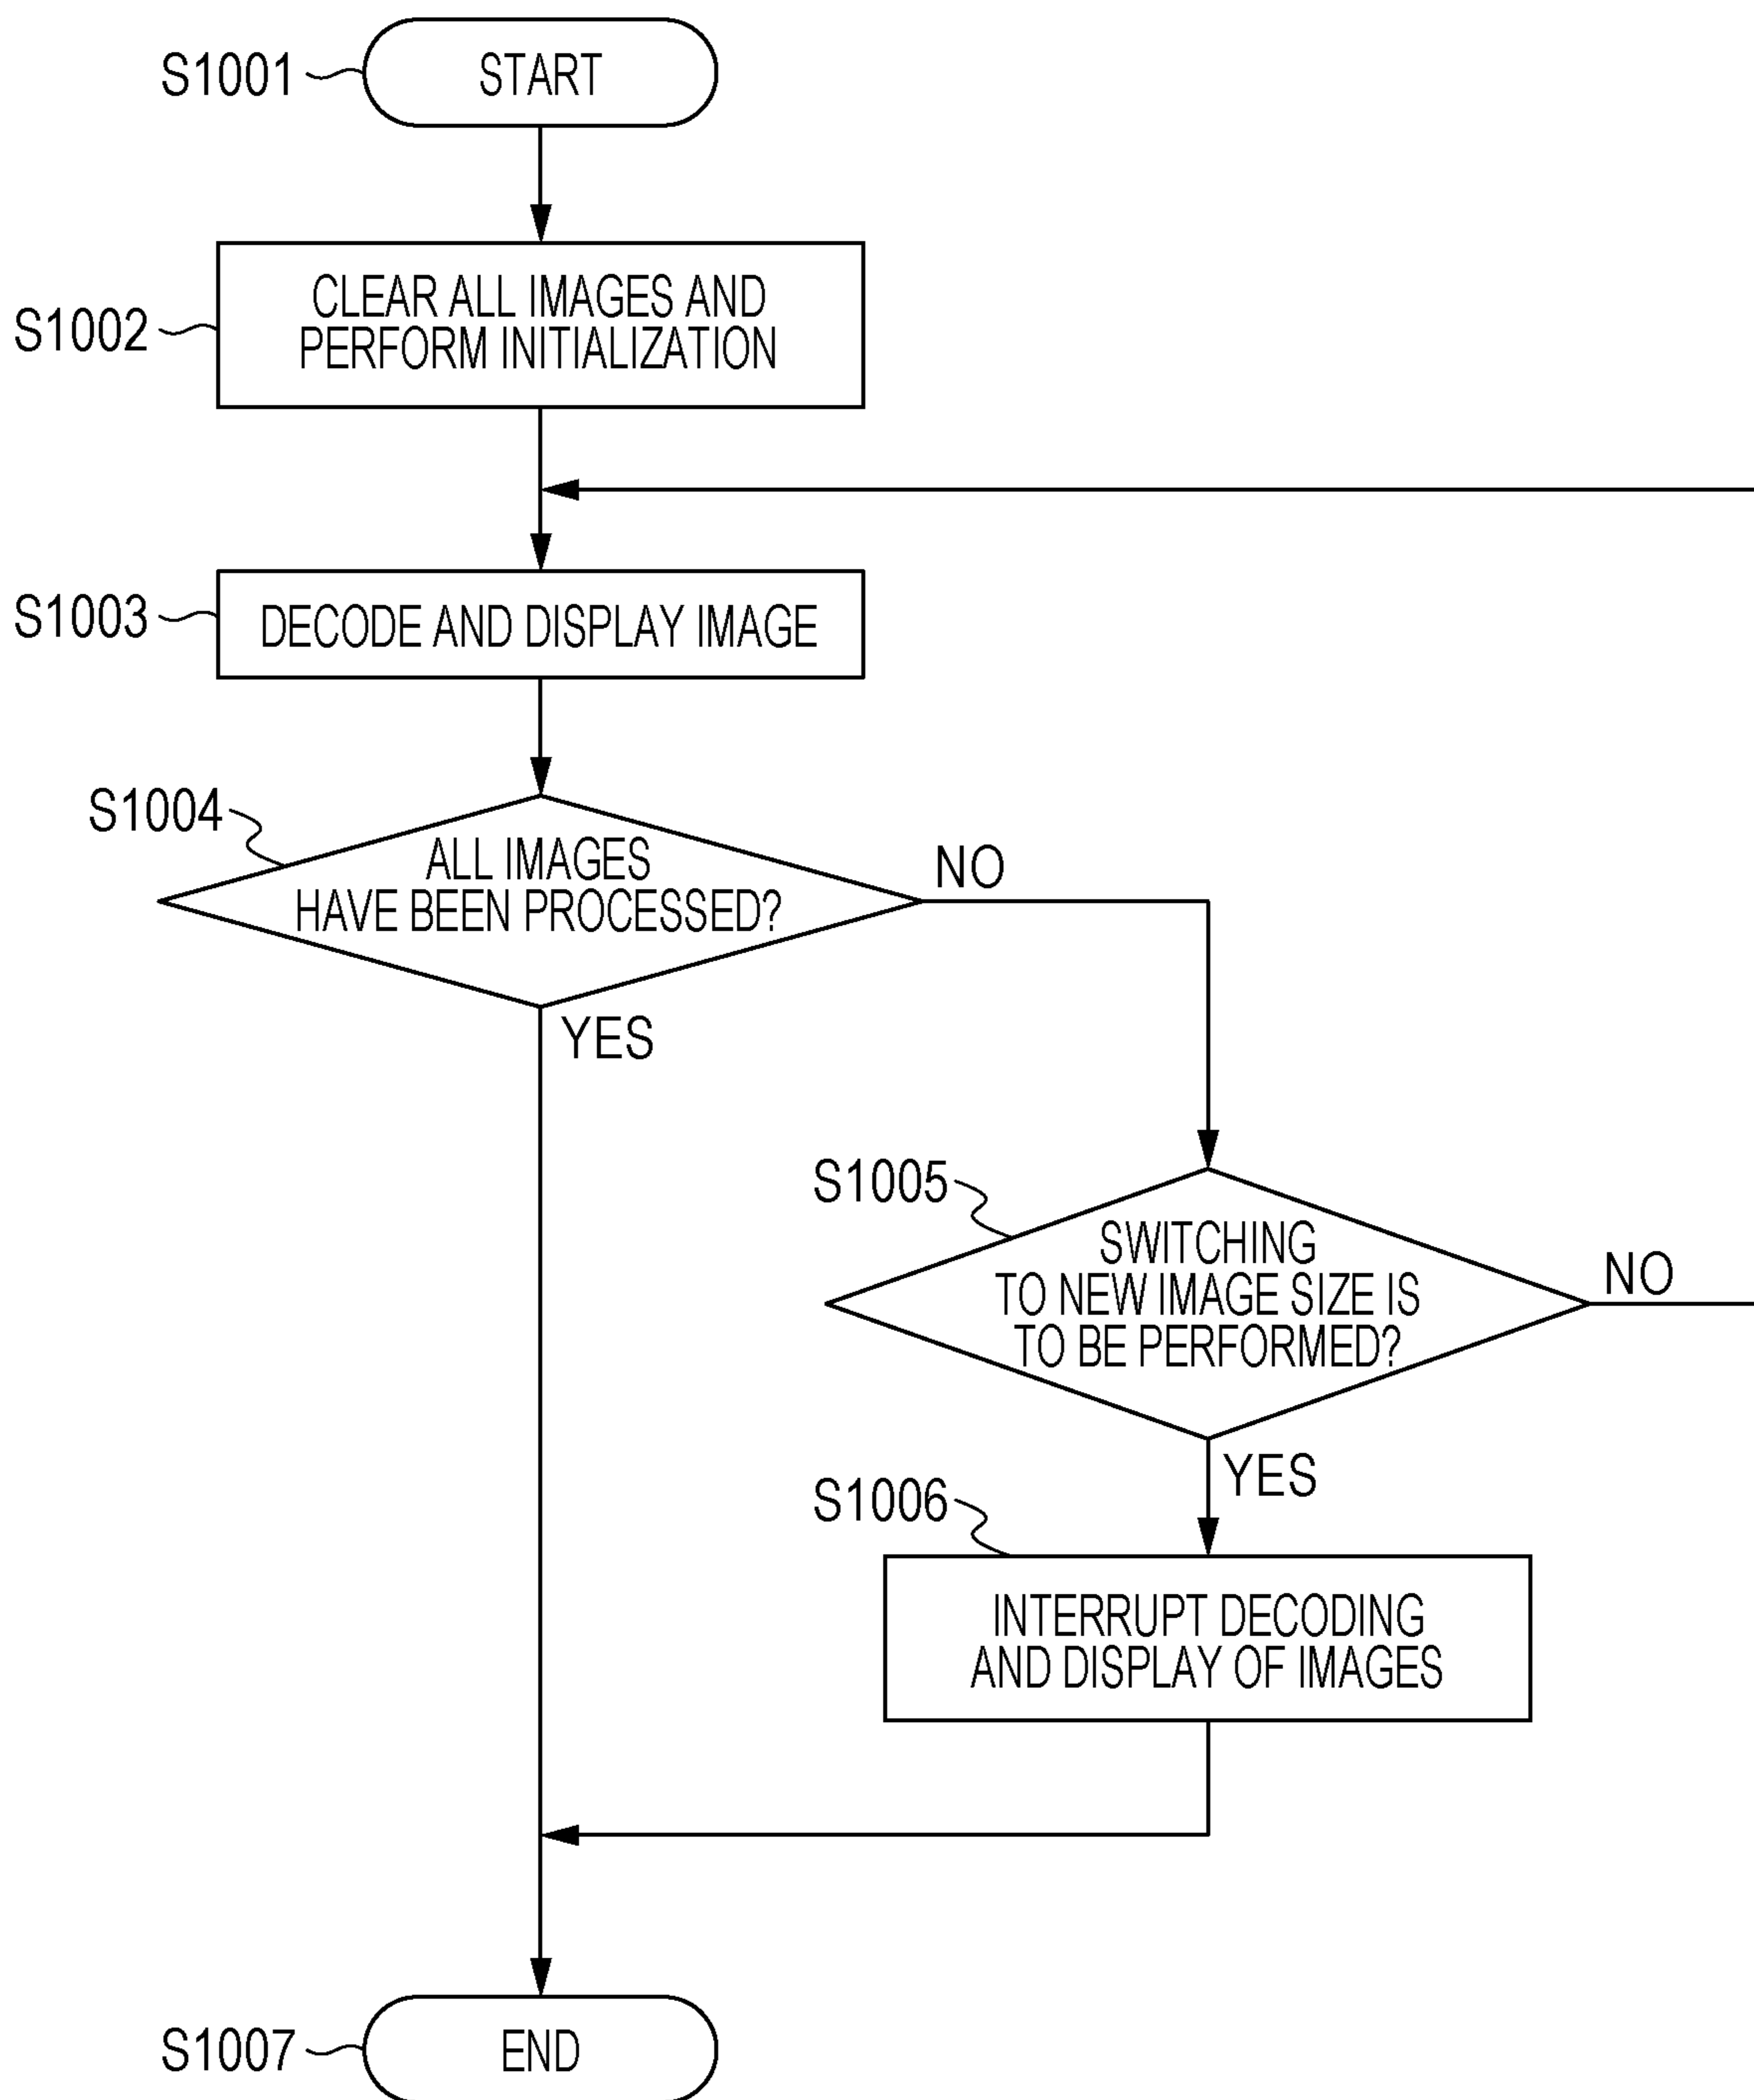 S1001
START
S1002
CLEAR ALL IMAGES AND
PERFORM INITIALIZATION
S1003
DECODE AND DISPLAY IMAGE
S1004
ALL IMAGES
HAVE BEEN PROCESSED?
NO
YES
S1005
SWITCHING
TO NEW IMAGE SIZE IS
TO BE PERFORMED?
NO
YES
S1006
INTERRUPT DECODING
AND DISPLAY OF IMAGES
S1007
END